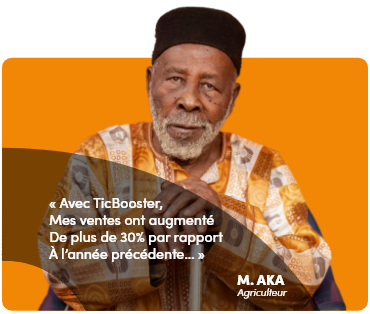 « Avec TicBooster,
Mes ventes ont augmenté
De plus de 30% par rapport
À l’année précédente... »
M. AKA
Agriculteur